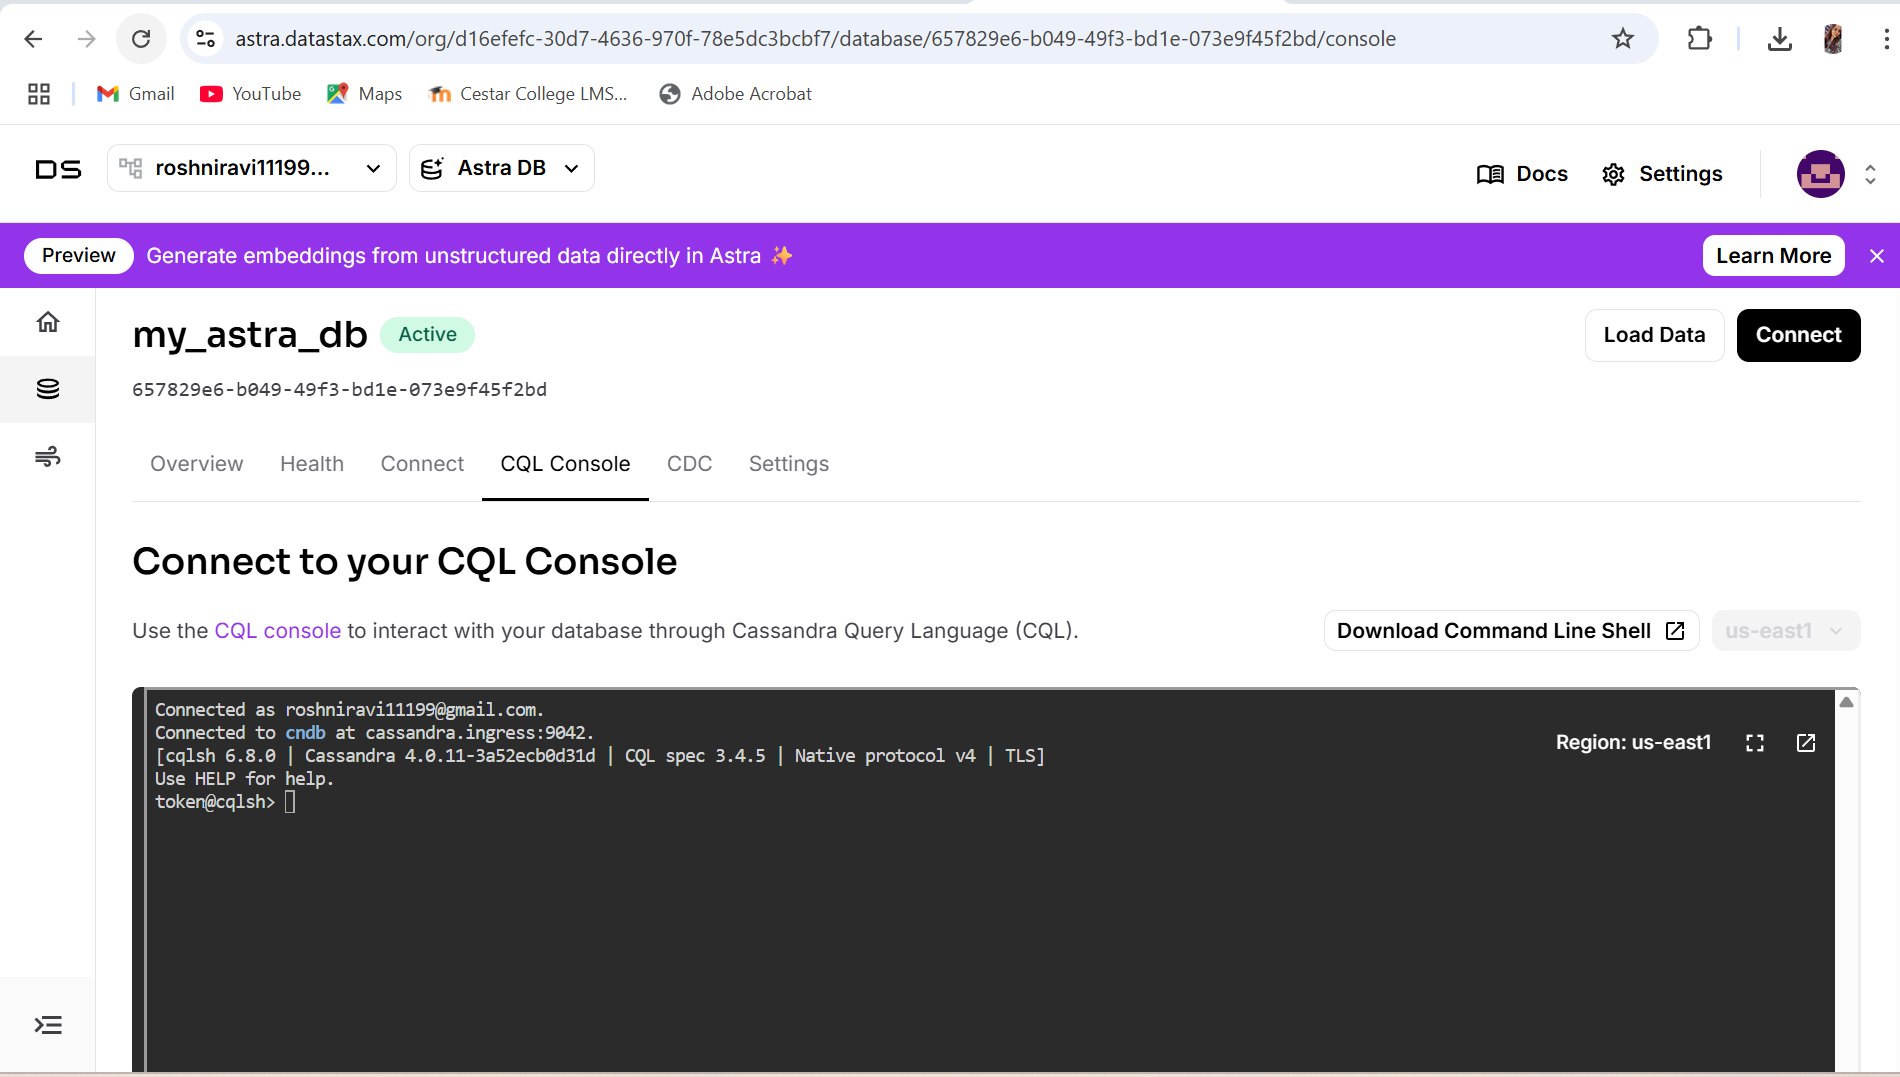 astra.datastax.com/org/d16efefc-30d7-4636-970f-78e5dc3bcbf7/database/657829e6-b049-49f3-bd1e-073e9f45f2bd/console
Gmail YouTube Maps Cestar College LMS... Adobe Acrobat
DS roshniravi11199... Astra DB Docs Settings
Preview Generate embeddings from unstructured data directly in Astra ✨ Learn More
my_astra_db Active Load Data Connect
657829e6-b049-49f3-bd1e-073e9f45f2bd
Overview Health Connect CQL Console CDC Settings
Connect to your CQL Console
Use the CQL console to interact with your database through Cassandra Query Language (CQL). Download Command Line Shell us-east1
Connected as roshniravi11199@gmail.com.
Connected to cndb at cassandra.ingress:9042.
Region: us-east1
[cqlsh 6.8.0 | Cassandra 4.0.11-3a52ecb0d31d | CQL spec 3.4.5 | Native protocol v4 | TLS]
Use HELP for help.
token@cqlsh>